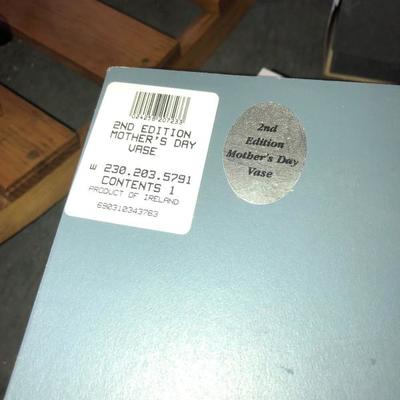 2ND EDITION
MOTHER'S DAY
VASE
W 230.203.5791
CONTENTS 1
PRODUCT OF IRELAND
690310343763
2nd
Edition
Mother's Day
Vase